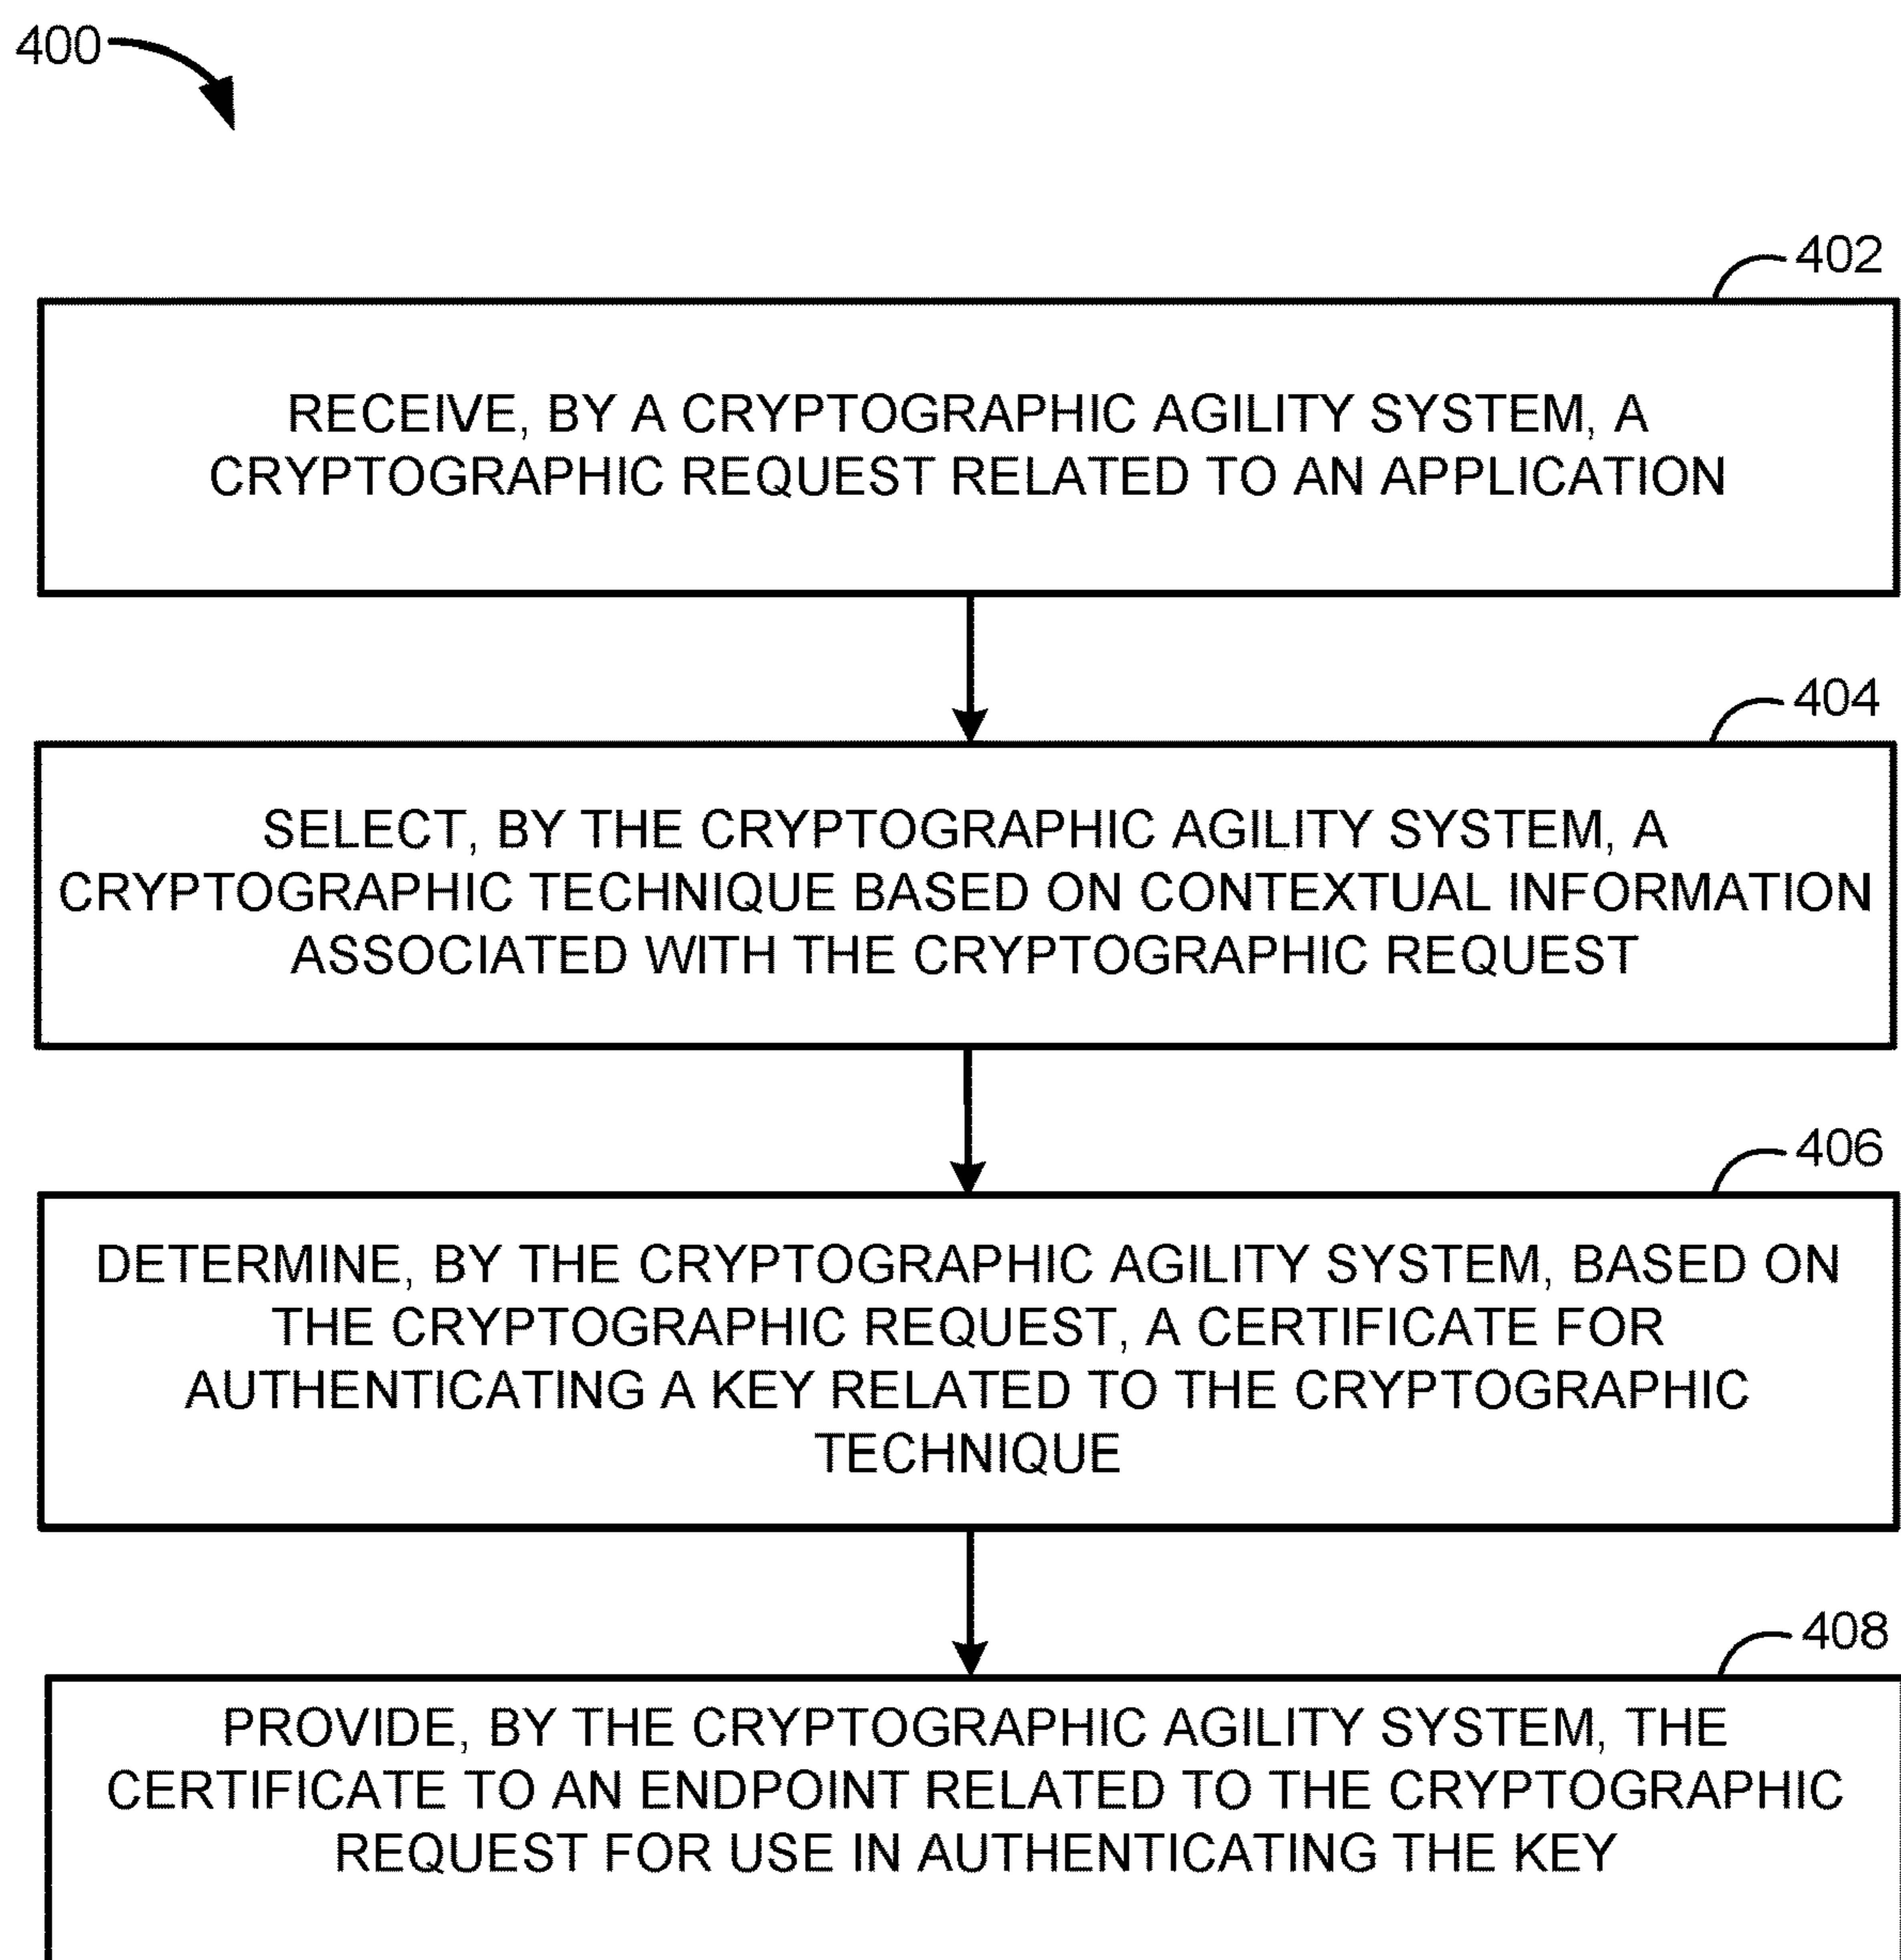 400
402
RECEIVE, BY A CRYPTOGRAPHIC AGILITY SYSTEM, A
CRYPTOGRAPHIC REQUEST RELATED TO AN APPLICATION
404
SELECT, BY THE CRYPTOGRAPHIC AGILITY SYSTEM, A
CRYPTOGRAPHIC TECHNIQUE BASED ON CONTEXTUAL INFORMATION
ASSOCIATED WITH THE CRYPTOGRAPHIC REQUEST
406
DETERMINE, BY THE CRYPTOGRAPHIC AGILITY SYSTEM, BASED ON
THE CRYPTOGRAPHIC REQUEST, A CERTIFICATE FOR
AUTHENTICATING A KEY RELATED TO THE CRYPTOGRAPHIC
TECHNIQUE
408
PROVIDE, BY THE CRYPTOGRAPHIC AGILITY SYSTEM, THE
CERTIFICATE TO AN ENDPOINT RELATED TO THE CRYPTOGRAPHIC
REQUEST FOR USE IN AUTHENTICATING THE KEY